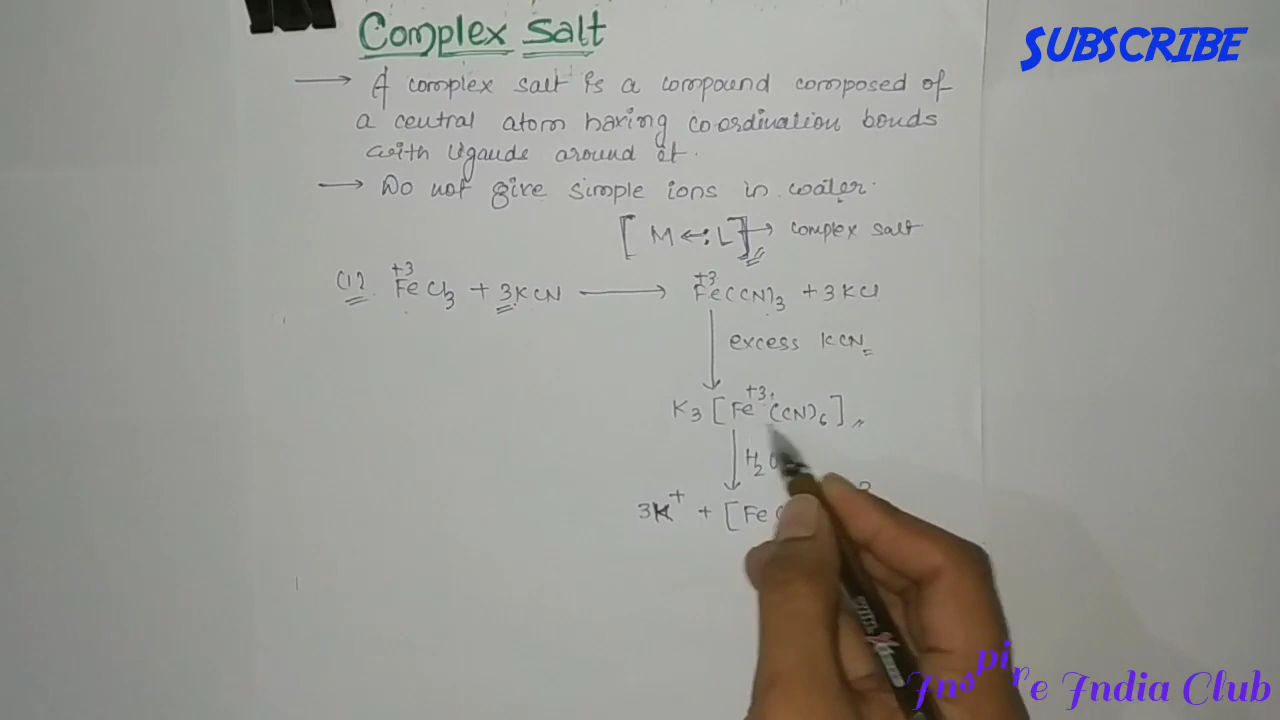 Complex Salt
SUBSCRIBE
→ A complex salt is a compound composed of
a central atom having coordination bonds
with ligands around it.
→ Do not give simple ions in water.
[M ←: L] → complex salt
(1) Fe⁺³Cl₃ + 3KCN → Fe⁺³(CN)₃ + 3KCl
↓ excess KCN
K₃[Fe⁺³(CN)₆]
↓ H₂O
3K⁺ + [Fe
Inspire India Club